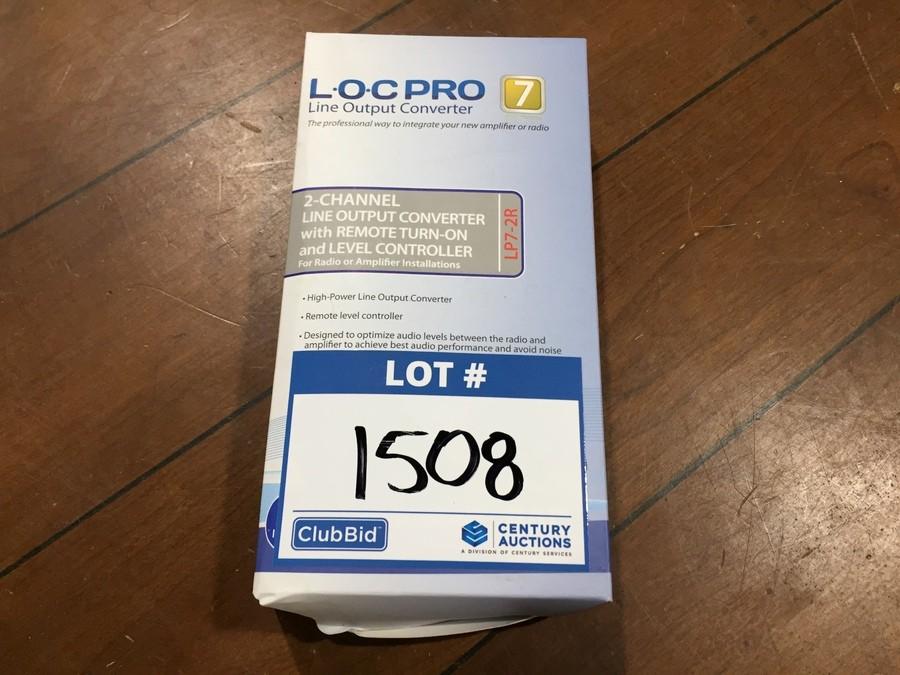 L·O·C PRO 7
Line Output Converter
The professional way to integrate your new amplifier or radio
2-CHANNEL
LINE OUTPUT CONVERTER
with REMOTE TURN-ON
and LEVEL CONTROLLER
For Radio or Amplifier Installations
LP7-2R
• High-Power Line Output Converter
• Remote level controller
• Designed to optimize audio levels between the radio and
amplifier to achieve best audio performance and avoid noise
LOT #
1508
ClubBid™
CENTURY
AUCTIONS
A DIVISION OF CENTURY SERVICES